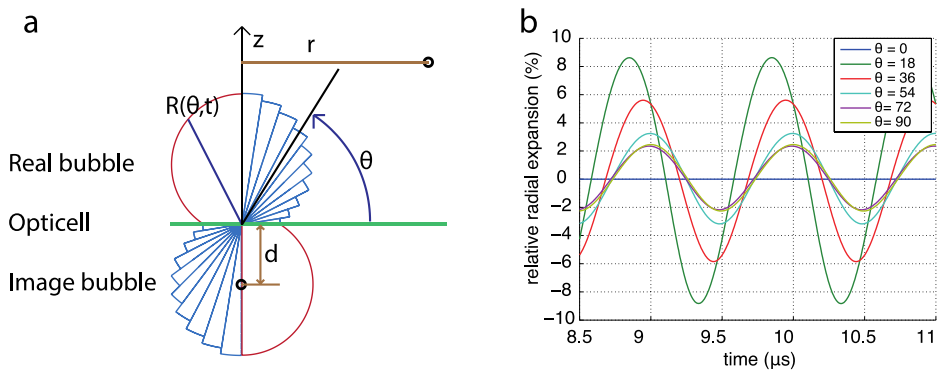 a
z
r
R(θ,t)
θ
Real bubble
Opticell
d
Image bubble
b
relative radial expansion (%)
10
8
6
4
2
0
−2
−4
−6
−8
−10
θ = 0
θ = 18
θ = 36
θ = 54
θ= 72
θ= 90
8.5 9 9.5 10 10.5 11
time (μs)